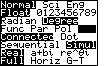 Normal Sci Eng
Float 0123456789
Radian Degree
Func Par Pol
Connected Dot
Sequential Simul
Real a+bi re^θi
Full Horiz G-T